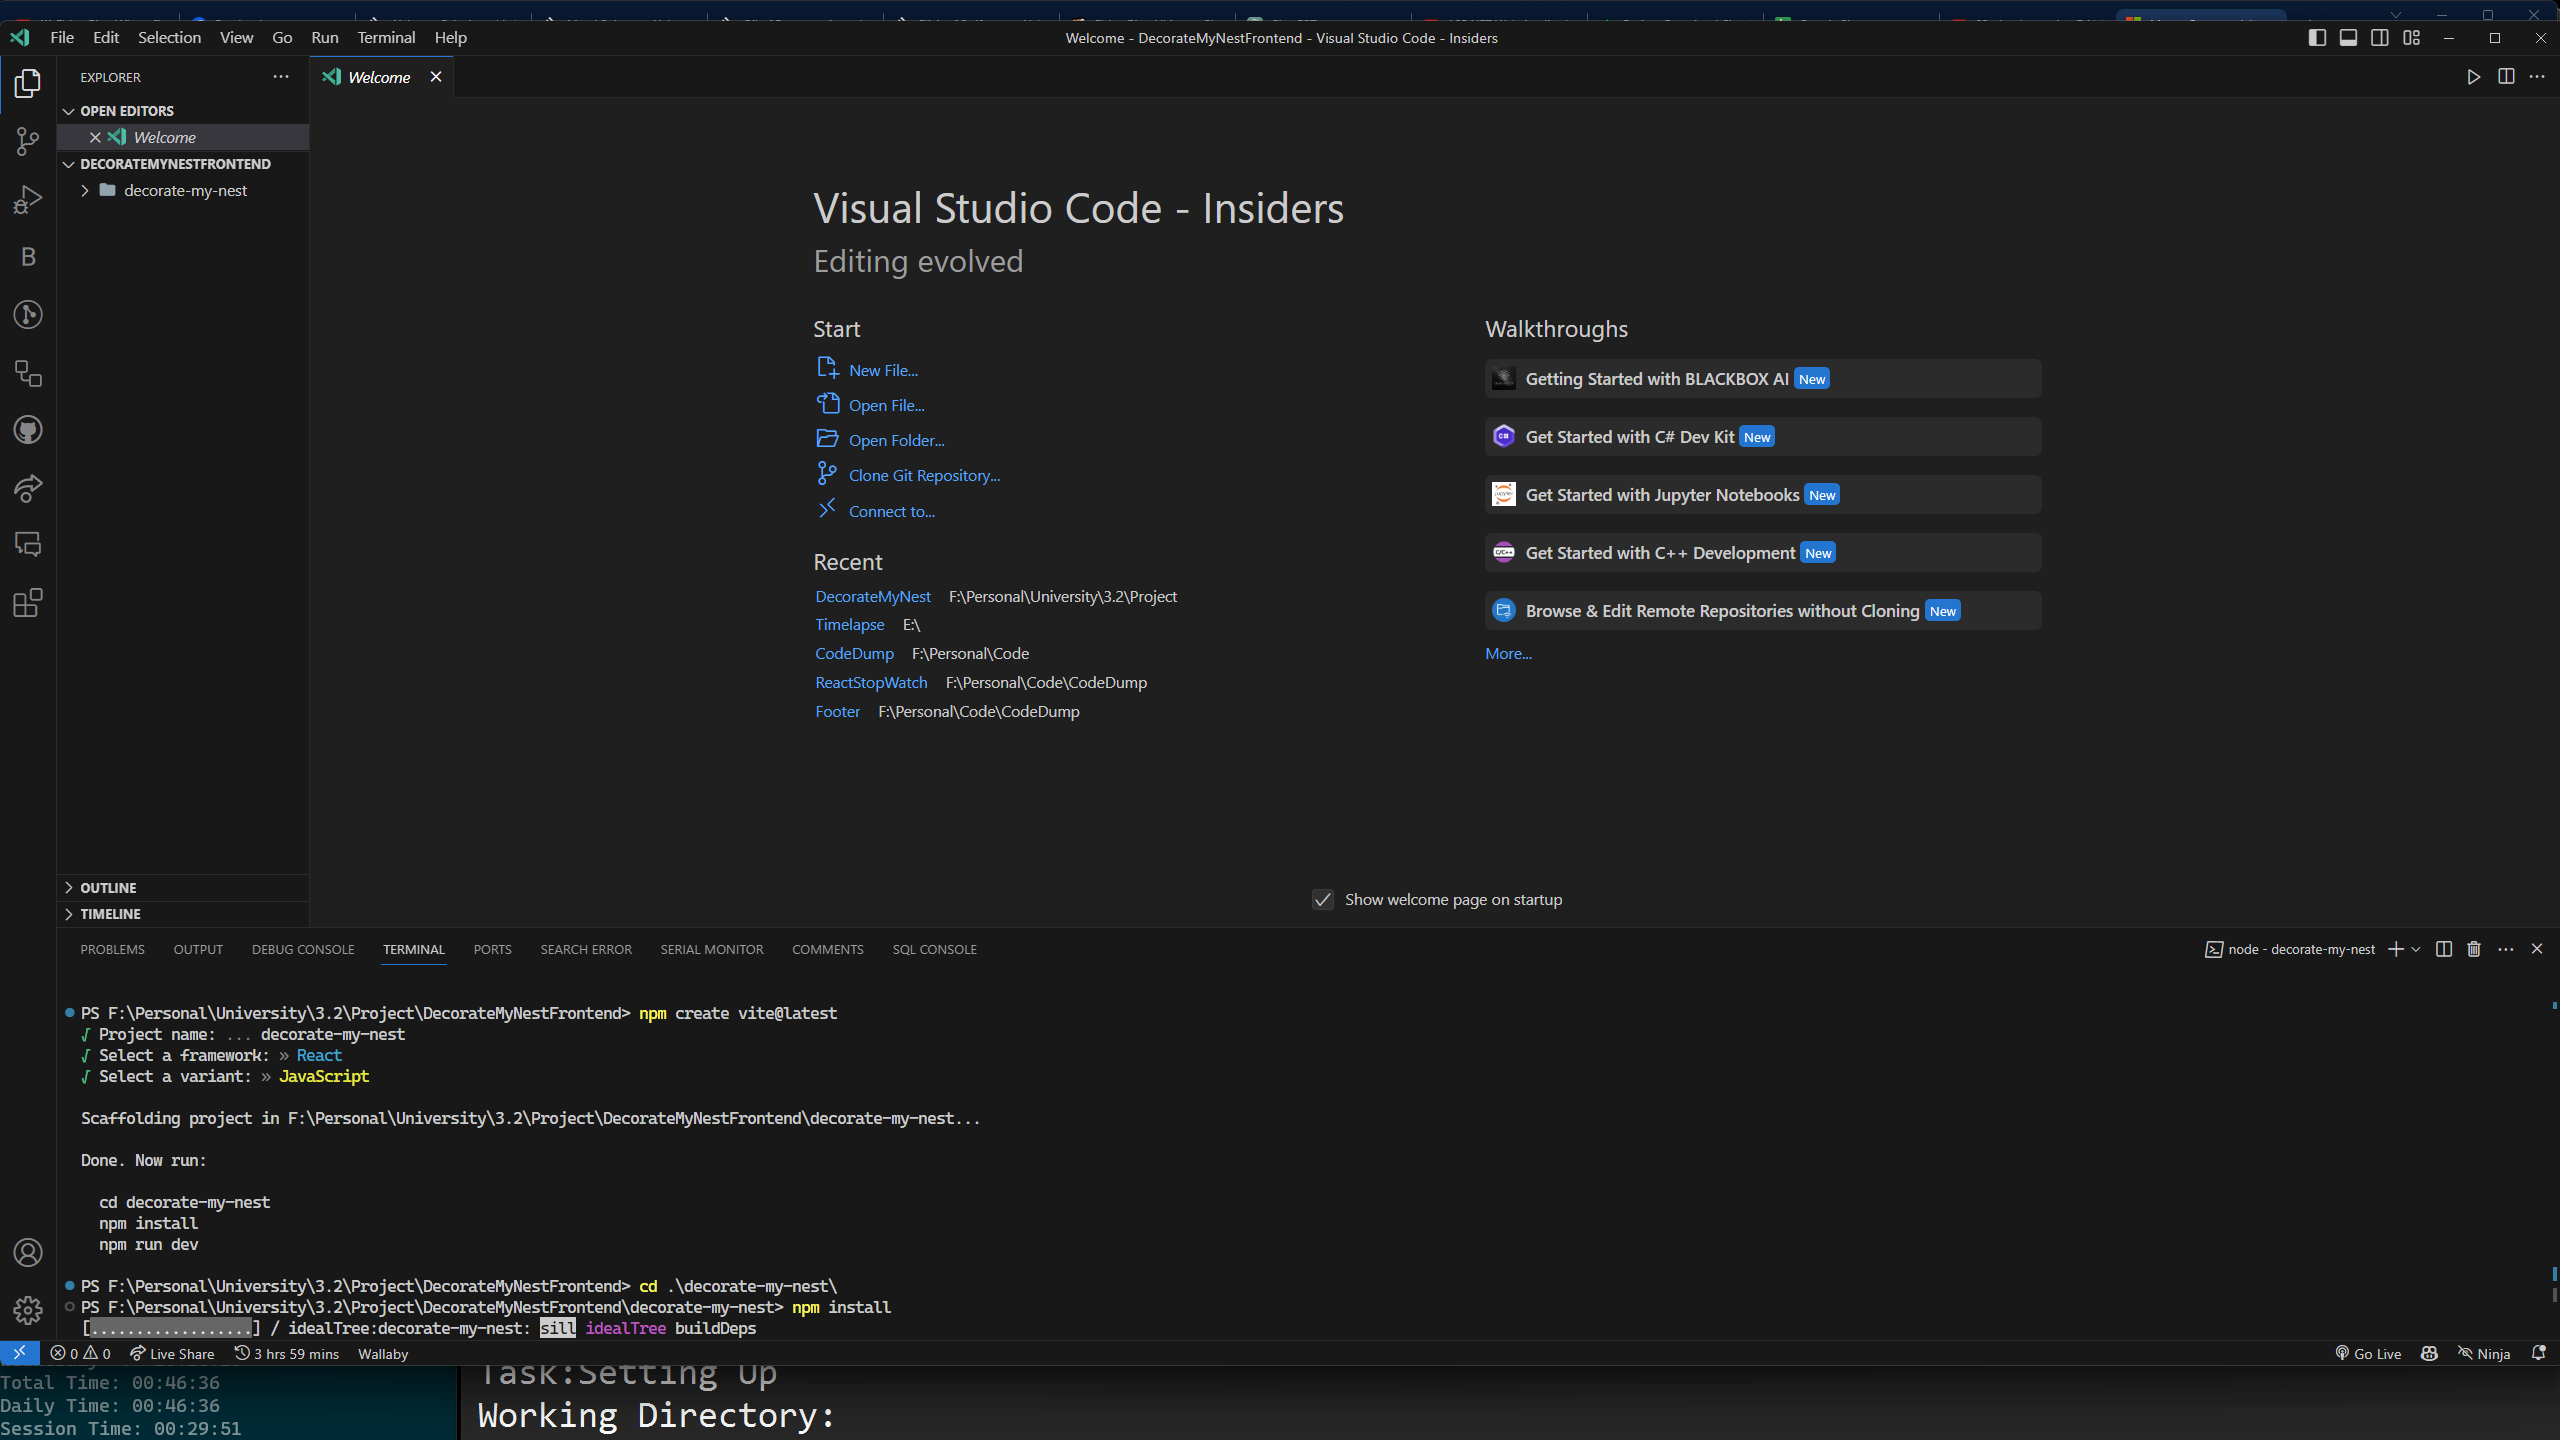 File Edit Selection View Go Run Terminal Help
Welcome - DecorateMyNestFrontend - Visual Studio Code - Insiders
EXPLORER
Welcome
OPEN EDITORS
Welcome
DECORATEMYNESTFRONTEND
decorate-my-nest
B
OUTLINE
TIMELINE
Visual Studio Code - Insiders
Editing evolved
Start
New File...
Open File...
Open Folder...
Clone Git Repository...
Connect to...
Recent
DecorateMyNest F:\Personal\University\3.2\Project
Timelapse E:\
CodeDump F:\Personal\Code
ReactStopWatch F:\Personal\Code\CodeDump
Footer F:\Personal\Code\CodeDump
Walkthroughs
Getting Started with BLACKBOX AI New
Get Started with C# Dev Kit New
Get Started with Jupyter Notebooks New
Get Started with C++ Development New
Browse & Edit Remote Repositories without Cloning New
More...
Show welcome page on startup
PROBLEMS OUTPUT DEBUG CONSOLE TERMINAL PORTS SEARCH ERROR SERIAL MONITOR COMMENTS SQL CONSOLE
node - decorate-my-nest
PS F:\Personal\University\3.2\Project\DecorateMyNestFrontend> npm create vite@latest
√ Project name: ... decorate-my-nest
√ Select a framework: » React
√ Select a variant: » JavaScript
Scaffolding project in F:\Personal\University\3.2\Project\DecorateMyNestFrontend\decorate-my-nest...
Done. Now run:
cd decorate-my-nest
npm install
npm run dev
PS F:\Personal\University\3.2\Project\DecorateMyNestFrontend> cd .\decorate-my-nest\
PS F:\Personal\University\3.2\Project\DecorateMyNestFrontend\decorate-my-nest> npm install
[..................] / idealTree:decorate-my-nest: sill idealTree buildDeps
0 0 Live Share 3 hrs 59 mins Wallaby
Go Live Ninja
Total Time: 00:46:36
Daily Time: 00:46:36
Session Time: 00:29:51
Task:Setting Up
Working Directory: